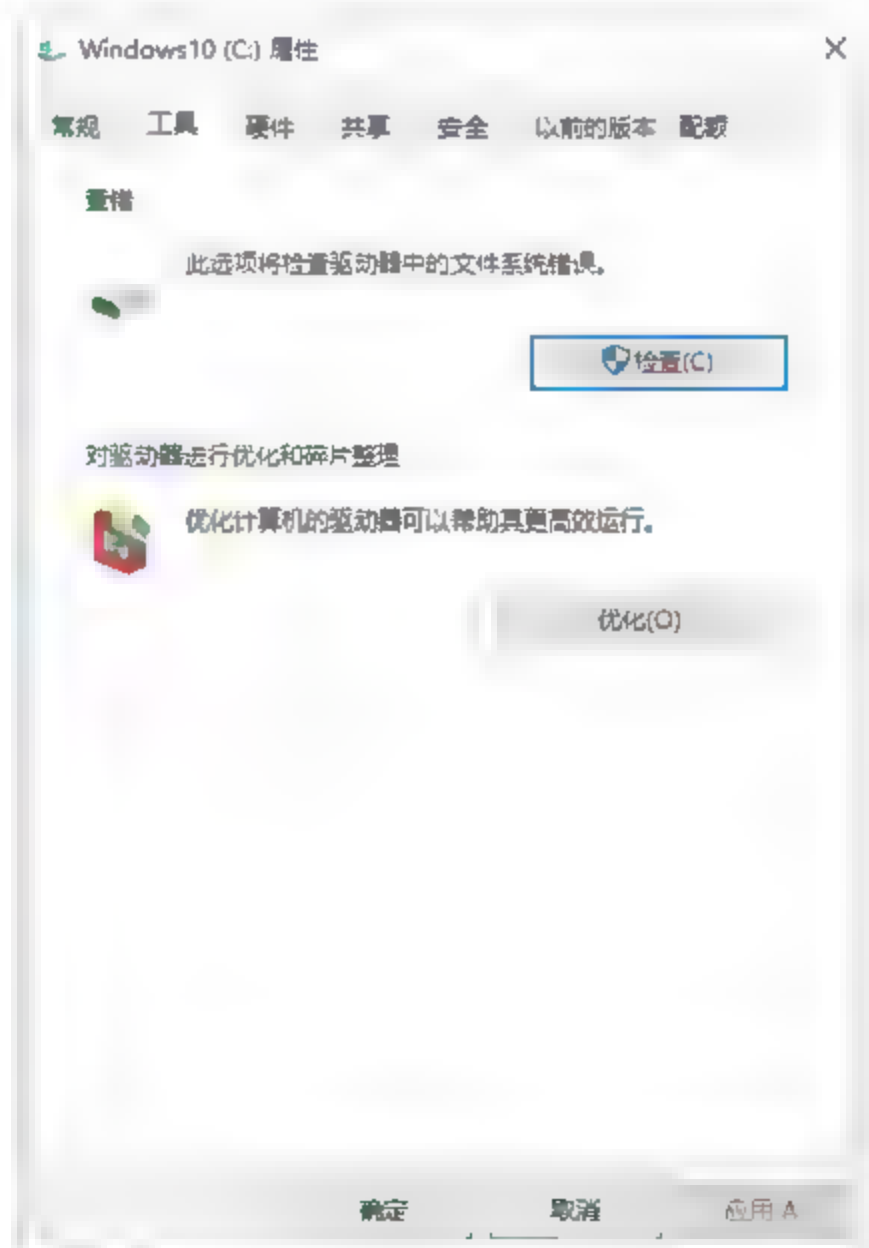 Windows10 (C:) 属性
常规 工具 硬件 共享 安全 以前的版本 配额
查错
此选项将检查驱动器中的文件系统错误。
检查(C)
对驱动器进行优化和碎片整理
优化计算机的驱动器可以帮助其更高效运行。
优化(O)
确定 取消 应用 A